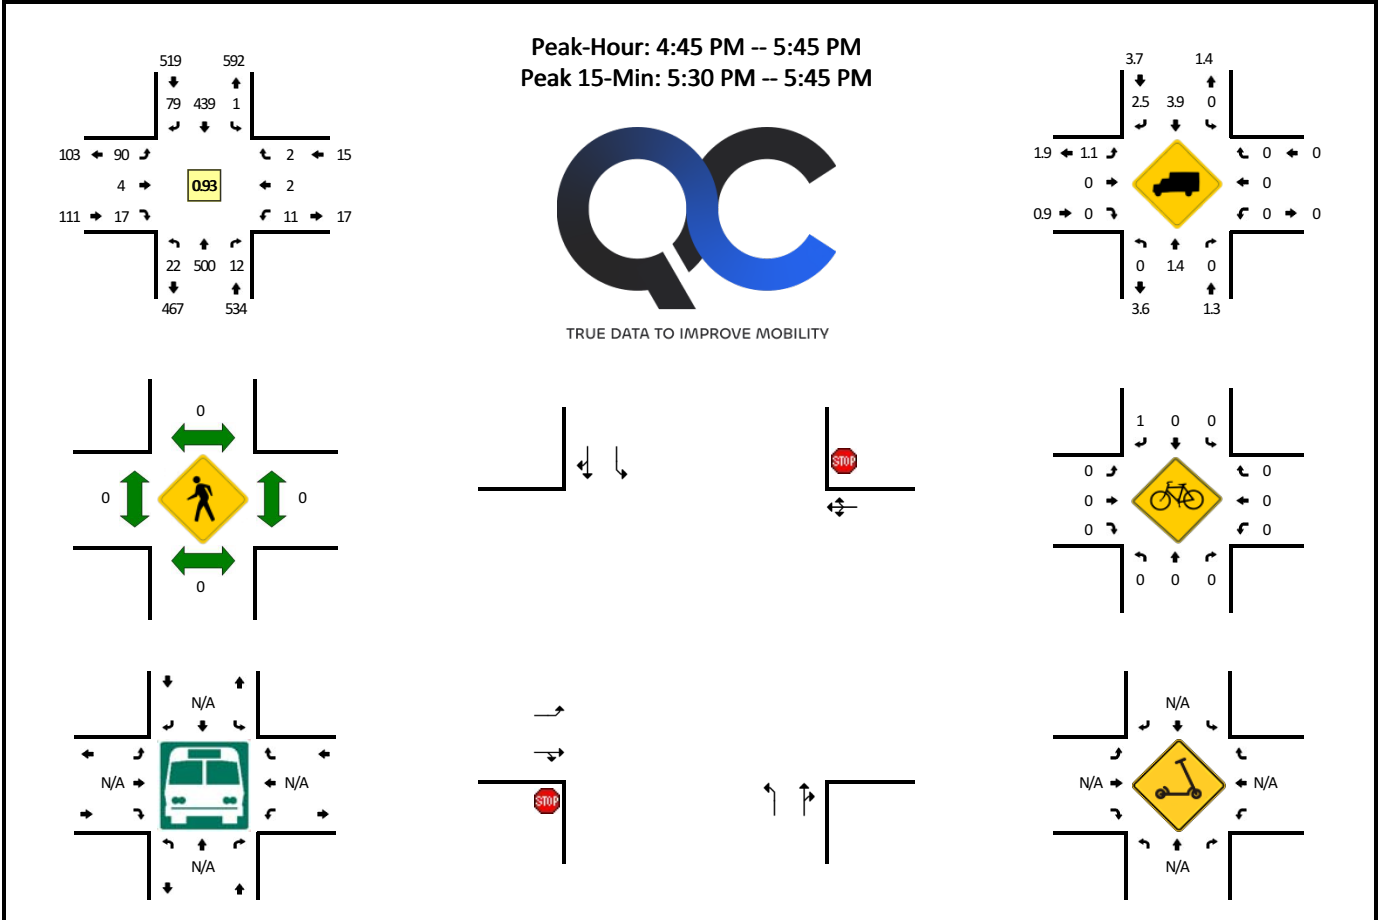 Peak-Hour: 4:45 PM -- 5:45 PM
Peak 15-Min: 5:30 PM -- 5:45 PM
519 592
79 439 1
103 90 2 15
4 0.93 2
111 17 11 17
22 500 12
467 534
TRUE DATA TO IMPROVE MOBILITY
3.7 1.4
2.5 3.9 0
1.9 1.1 0 0
0 0
0.9 0 0 0
0 1.4 0
3.6 1.3
0
0 0
0
STOP
STOP
1 0 0
0 0
0 0
0 0
0 0 0
N/A
N/A N/A
N/A
N/A
N/A N/A
N/A